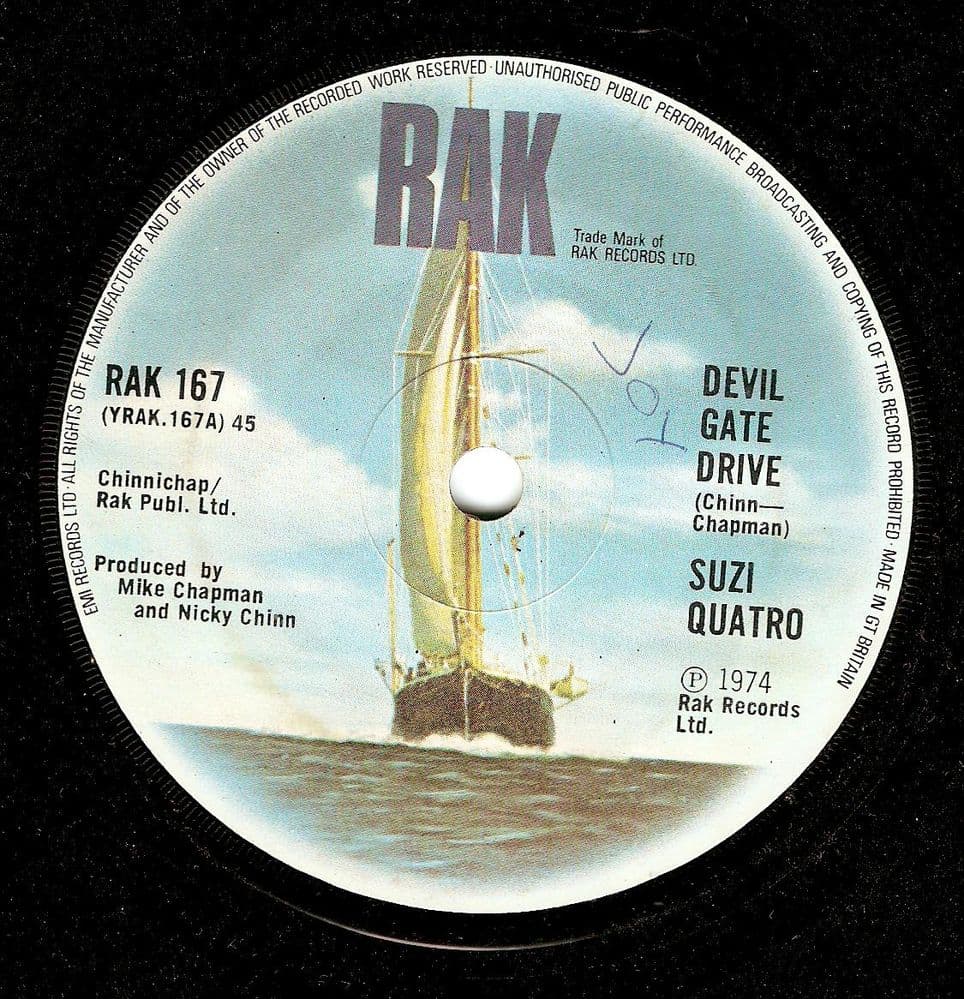 EMI RECORDS LTD · ALL RIGHTS OF THE MANUFACTURER AND OF THE OWNER OF THE RECORDED WORK RESERVED · UNAUTHORISED PUBLIC PERFORMANCE BROADCASTING AND COPYING OF THIS RECORD PROHIBITED · MADE IN GT BRITAIN
RAK
Trade Mark of
RAK RECORDS LTD.
RAK 167
(YRAK.167A) 45
Chinnichap/
Rak Publ. Ltd.
Produced by
Mike Chapman
and Nicky Chinn
DEVIL
GATE
DRIVE
(Chinn—
Chapman)
SUZI
QUATRO
℗ 1974
Rak Records
Ltd.